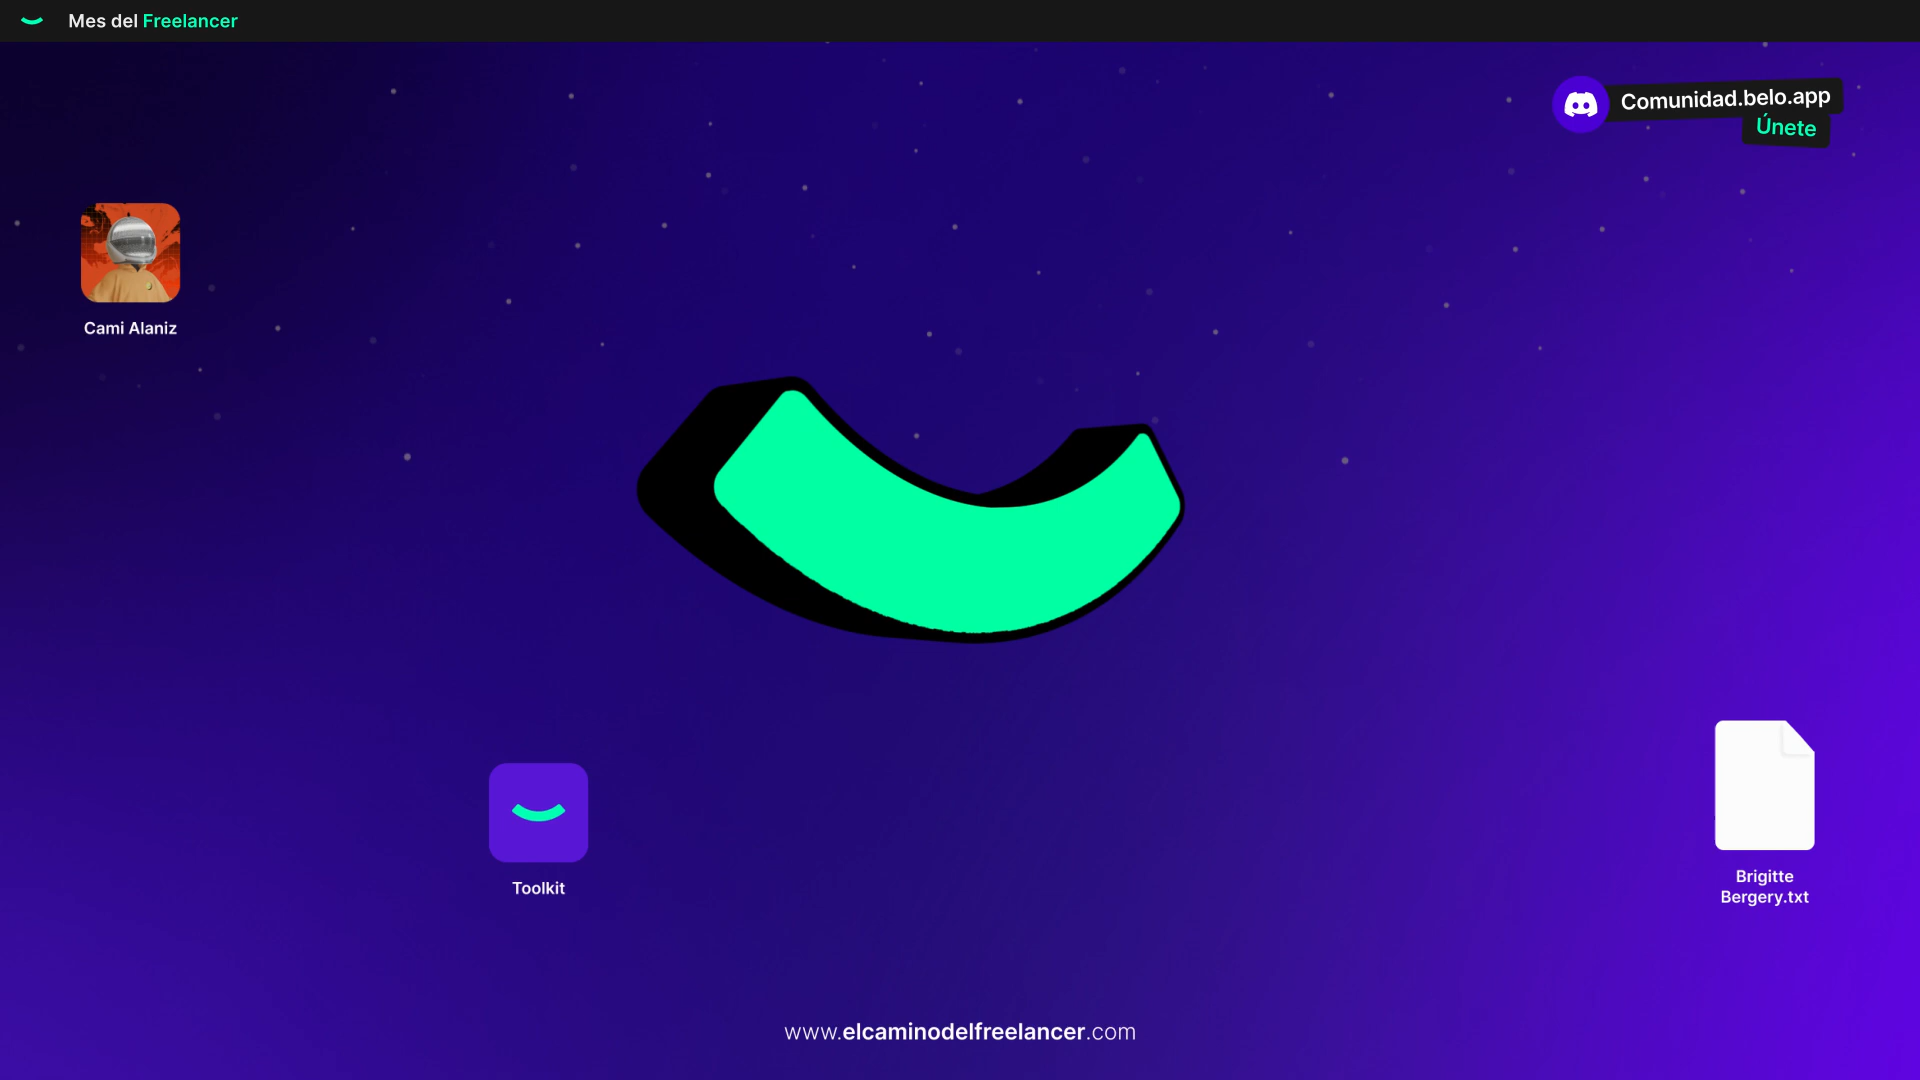 Mes del Freelancer
Comunidad.belo.app
Únete
Cami Alaniz
Toolkit
Brigitte
Bergery.txt
www.elcaminodelfreelancer.com